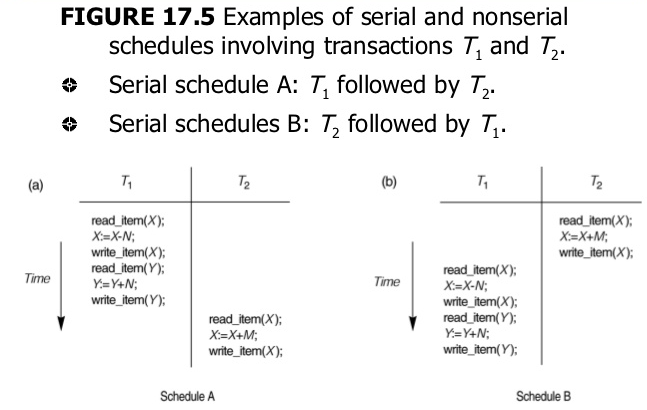 FIGURE 17.5 Examples of serial and nonserial
schedules involving transactions T₁ and T₂.
Serial schedule A: T₁ followed by T₂.
Serial schedules B: T₂ followed by T₁.
(a) T₁ T₂
read_item(X);
X:=X-N;
write_item(X);
read_item(Y);
Time
Y:=Y+N;
write_item(Y);
read_item(X);
X:=X+M;
write_item(X);
Schedule A
(b) T₁ T₂
read_item(X);
X:=X+M;
write_item(X);
Time
read_item(X);
X:=X-N;
write_item(X);
read_item(Y);
Y:=Y+N;
write_item(Y);
Schedule B